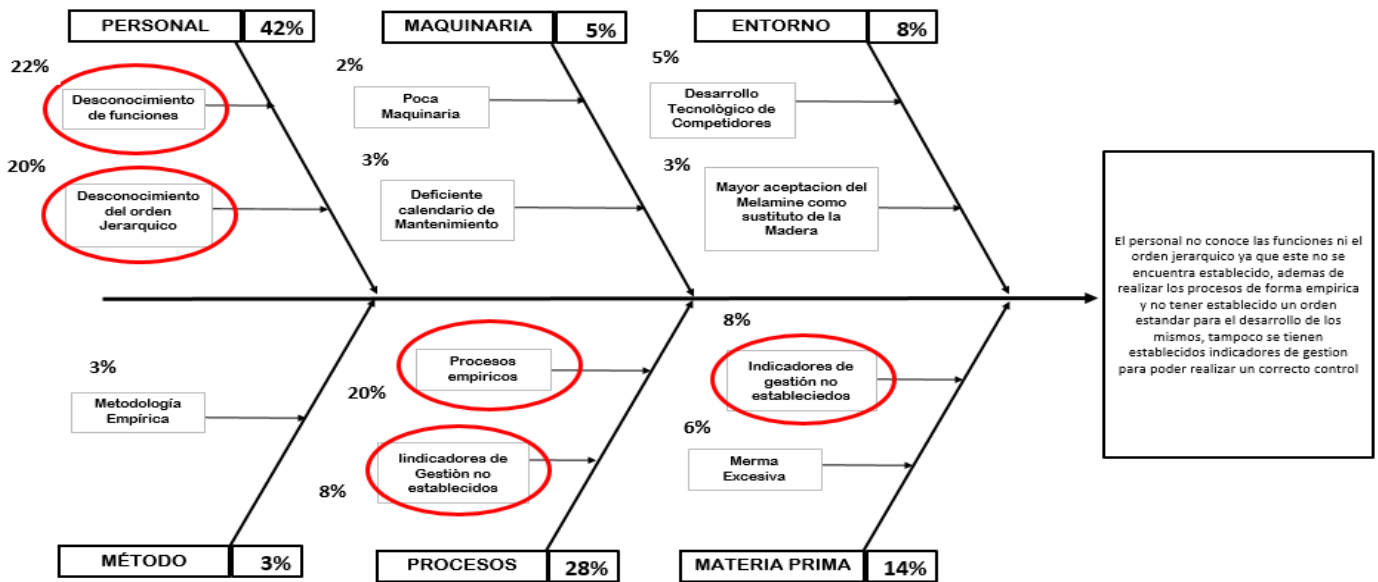 PERSONAL 42%
22%
Desconocimiento
de funciones
20%
Desconocimiento
del orden
Jerarquico
MAQUINARIA 5%
2%
Poca
Maquinaria
3%
Deficiente
calendario de
Mantenimiento
ENTORNO 8%
5%
Desarrollo
Tecnológico de
Competidores
3%
Mayor aceptacion del
Melamine como
sustituto de la
Madera
El personal no conoce las funciones ni el
orden jerarquico ya que este no se
encuentra establecido, ademas de
realizar los procesos de forma empirica
y no tener establecido un orden
estandar para el desarrollo de los
mismos, tampoco se tienen
establecidos indicadores de gestion
para poder realizar un correcto control
3%
Metodología
Empírica
MÉTODO 3%
Procesos
empiricos
20%
Iindicadores de
Gestiòn no
establecidos
8%
PROCESOS 28%
8%
Indicadores de
gestión no
estableciedos
6%
Merma
Excesiva
MATERIA PRIMA 14%